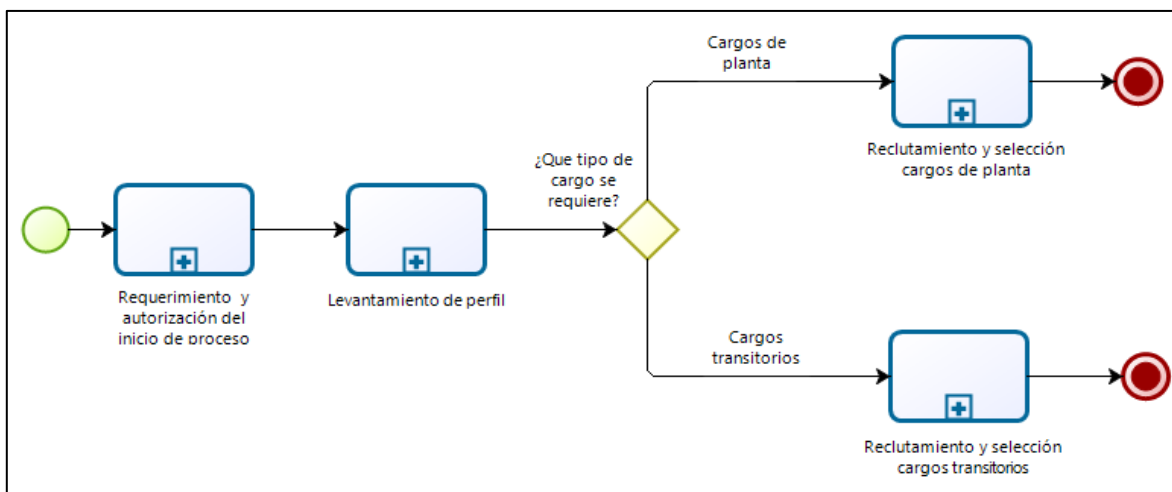 Requerimiento y
autorización del
inicio de proceso
Levantamiento de perfil
¿Que tipo de
cargo se
requiere?
Cargos de
planta
Reclutamiento y selección
cargos de planta
Cargos
transitorios
Reclutamiento y selección
cargos transitorios